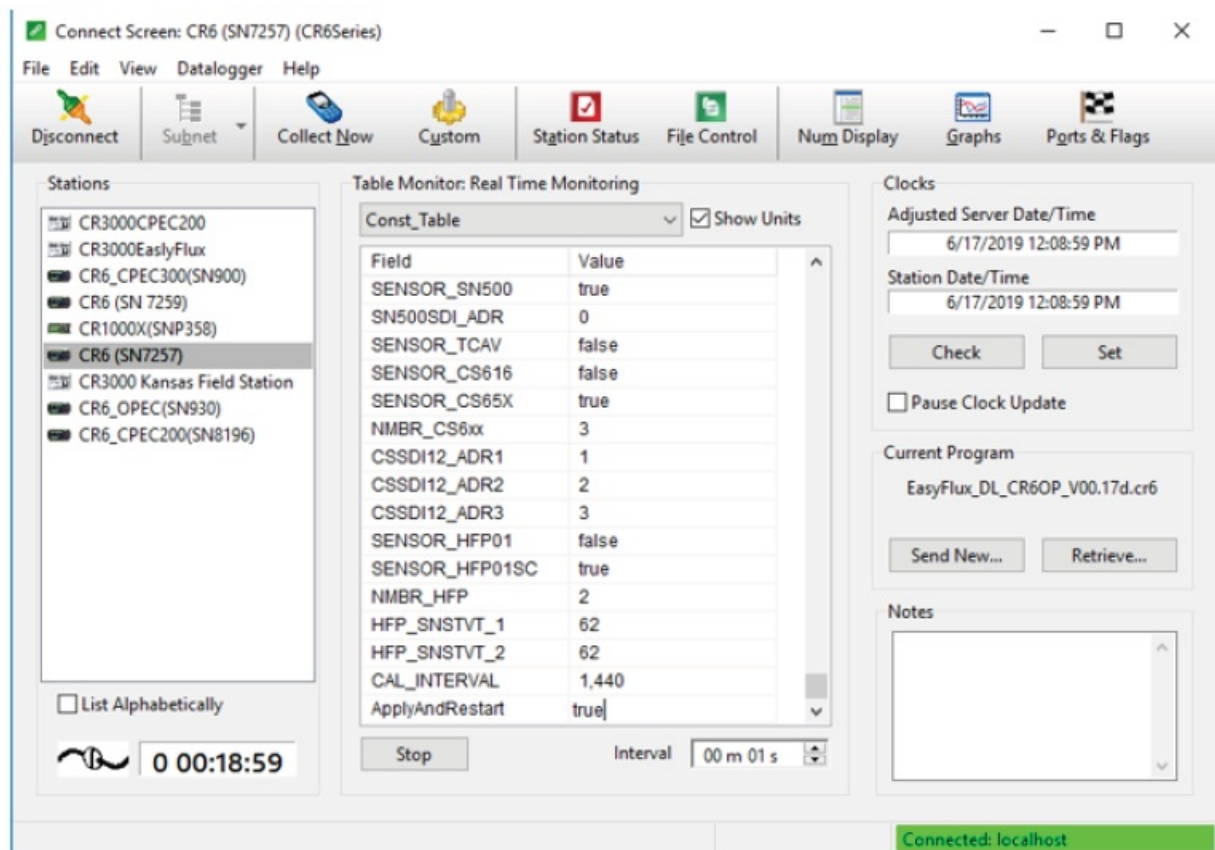 Connect Screen: CR6 (SN7257) (CR6Series)
File Edit View Datalogger Help
Disconnect Subnet Collect Now Custom Station Status File Control Num Display Graphs Ports & Flags
Stations
CR3000CPEC200
CR3000EaslyFlux
CR6_CPEC300(SN900)
CR6 (SN 7259)
CR1000X(SNP358)
CR6 (SN7257)
CR3000 Kansas Field Station
CR6_OPEC(SN930)
CR6_CPEC200(SN8196)
List Alphabetically
0 00:18:59
Table Monitor: Real Time Monitoring
Const_Table Show Units
Field Value
SENSOR_SN500 true
SN500SDI_ADR 0
SENSOR_TCAV false
SENSOR_CS616 false
SENSOR_CS65X true
NMBR_CS6xx 3
CSSDI12_ADR1 1
CSSDI12_ADR2 2
CSSDI12_ADR3 3
SENSOR_HFP01 false
SENSOR_HFP01SC true
NMBR_HFP 2
HFP_SNSTVT_1 62
HFP_SNSTVT_2 62
CAL_INTERVAL 1,440
ApplyAndRestart true
Stop Interval 00 m 01 s
Clocks
Adjusted Server Date/Time
6/17/2019 12:08:59 PM
Station Date/Time
6/17/2019 12:08:59 PM
Check Set
Pause Clock Update
Current Program
EasyFlux_DL_CR6OP_V00.17d.cr6
Send New... Retrieve...
Notes
Connected: localhost